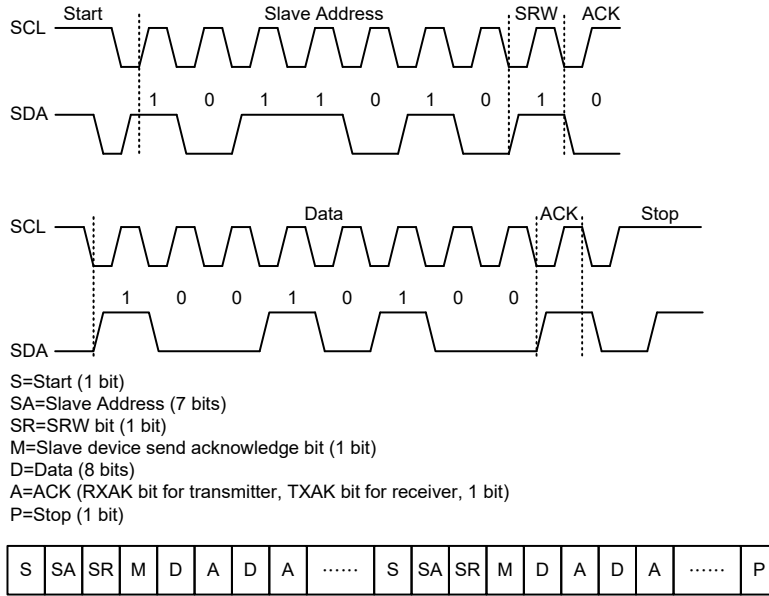 Start Slave Address SRW ACK
SCL
1 0 1 1 0 1 0 1 0
SDA
Data ACK Stop
SCL
1 0 0 1 0 1 0 0
SDA
S=Start (1 bit)
SA=Slave Address (7 bits)
SR=SRW bit (1 bit)
M=Slave device send acknowledge bit (1 bit)
D=Data (8 bits)
A=ACK (RXAK bit for transmitter, TXAK bit for receiver, 1 bit)
P=Stop (1 bit)
S SA SR M D A D A ...... S SA SR M D A D A ...... P